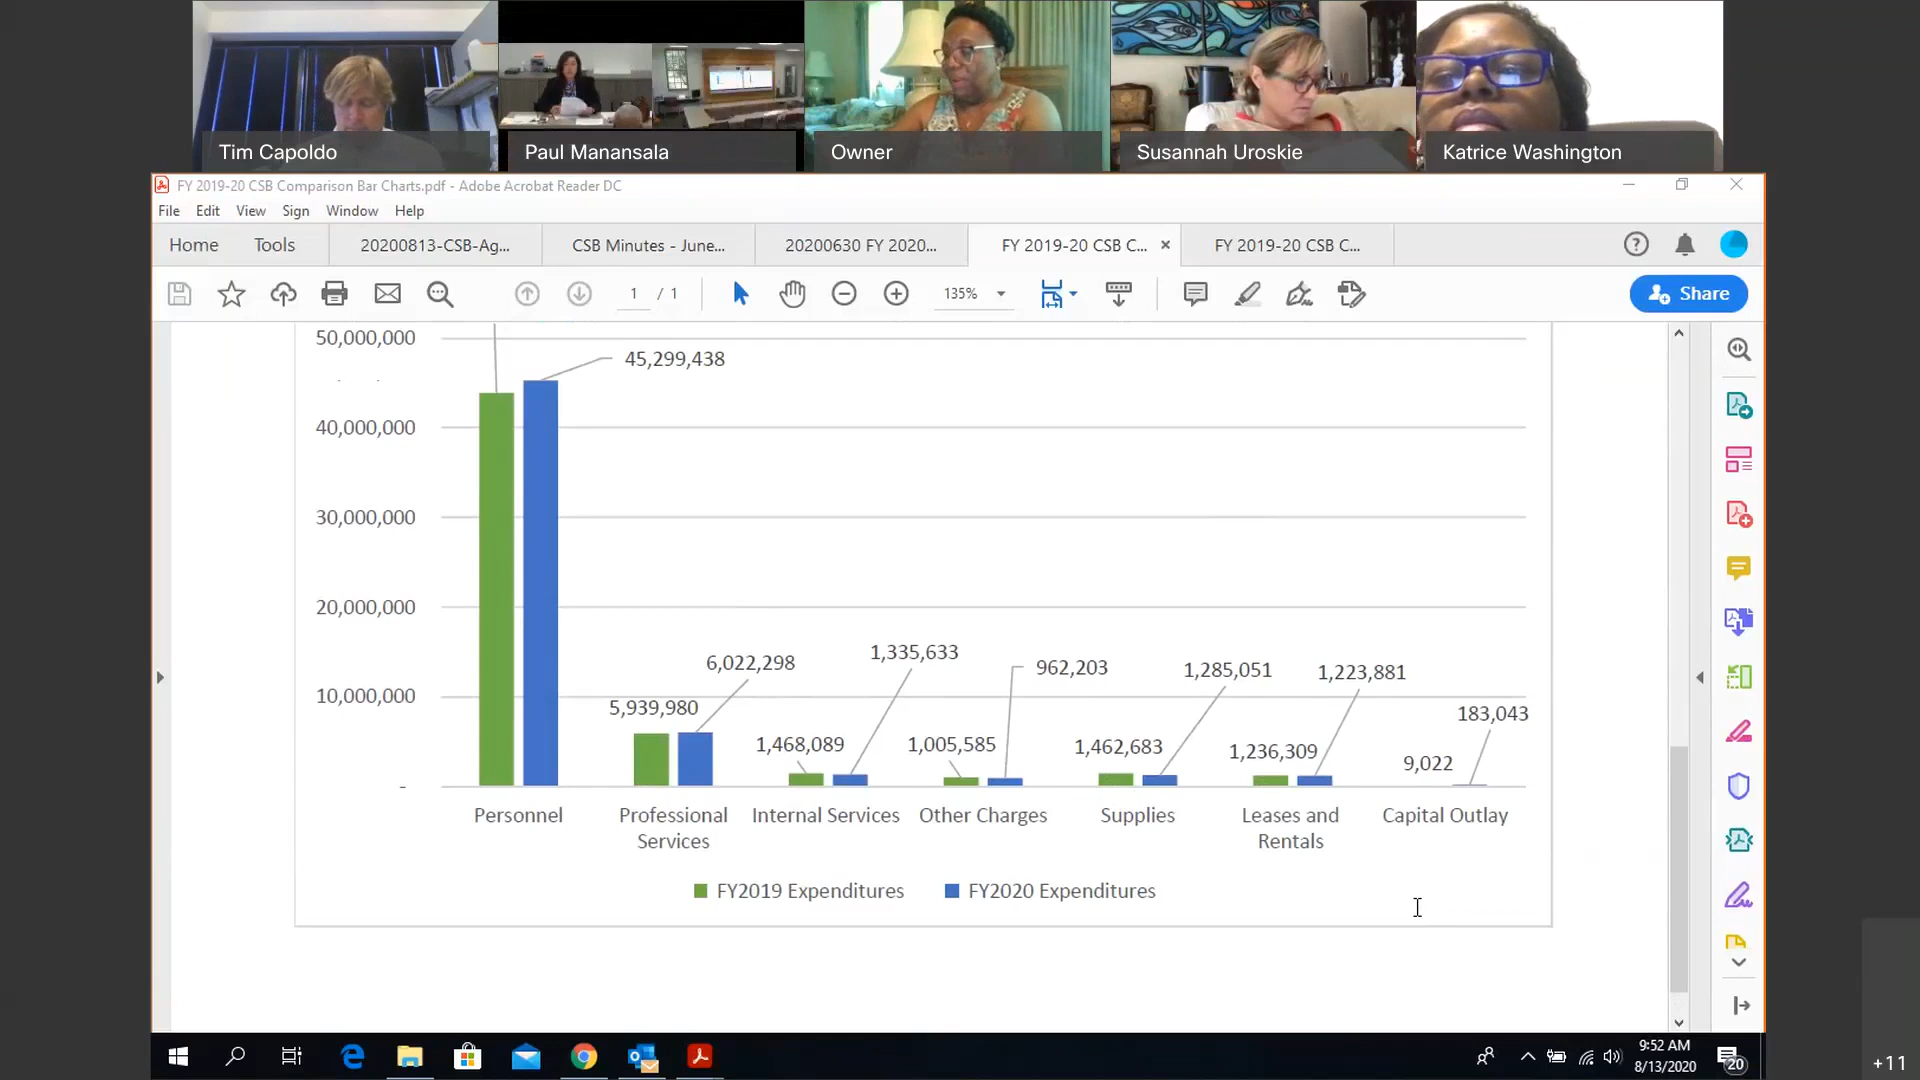 Tim Capoldo
Paul Manansala
Owner
Susannah Uroskie
Katrice Washington
FY 2019-20 CSB Comparison Bar Charts.pdf - Adobe Acrobat Reader DC
File Edit View Sign Window Help
Home Tools 20200813-CSB-Ag... CSB Minutes - June... 20200630 FY 2020... FY 2019-20 CSB C... × FY 2019-20 CSB C...
1 / 1 135% Share
50,000,000
45,299,438
40,000,000
30,000,000
20,000,000
10,000,000
-
5,939,980
6,022,298
1,468,089
1,335,633
1,005,585
962,203
1,462,683
1,285,051
1,236,309
1,223,881
9,022
183,043
Personnel
Professional
Services
Internal Services
Other Charges
Supplies
Leases and
Rentals
Capital Outlay
FY2019 Expenditures FY2020 Expenditures
9:52 AM
8/13/2020
20
+11